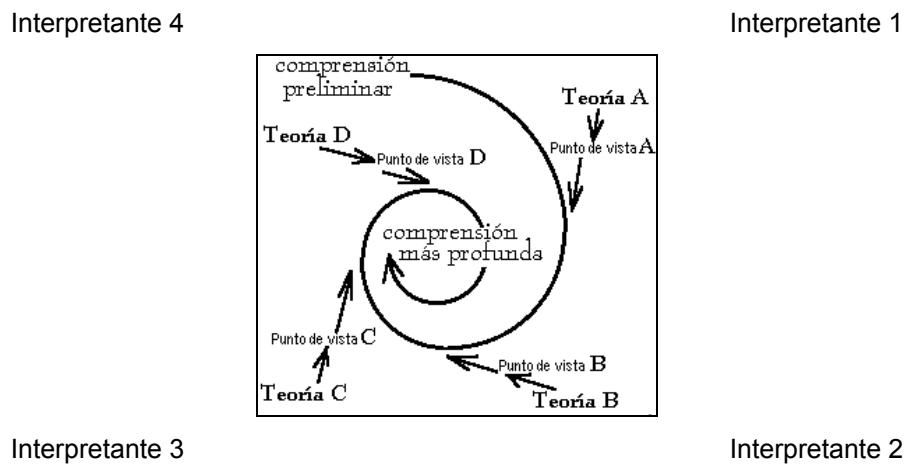 Interpretante 4
Interpretante 1
comprensión
preliminar
Teoría A
Punto de vista A
Teoría D
Punto de vista D
comprensión
más profunda
Punto de vista C
Teoría C
Punto de vista B
Teoría B
Interpretante 3
Interpretante 2